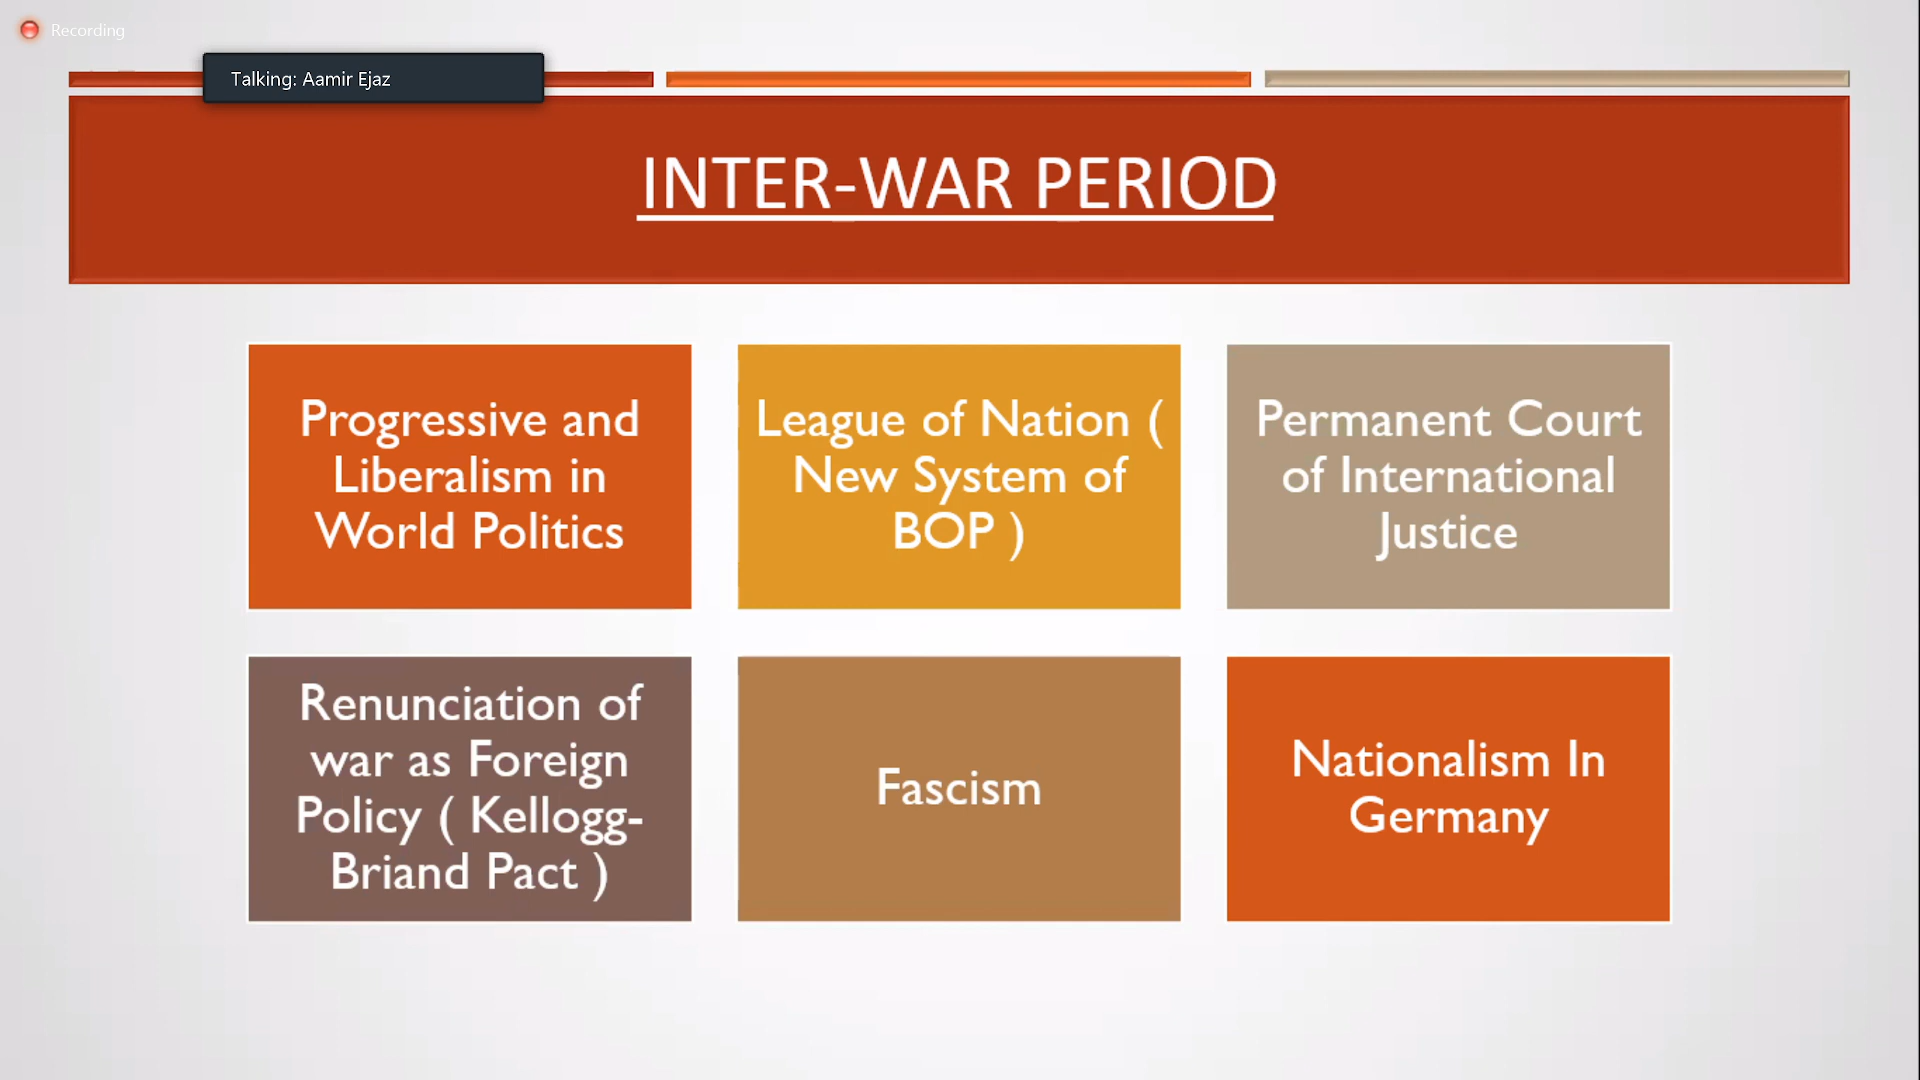 Recording
Talking: Aamir Ejaz
INTER-WAR PERIOD
Progressive and
Liberalism in
World Politics
League of Nation (
New System of
BOP )
Permanent Court
of International
Justice
Renunciation of
war as Foreign
Policy ( Kellogg-
Briand Pact )
Fascism
Nationalism In
Germany